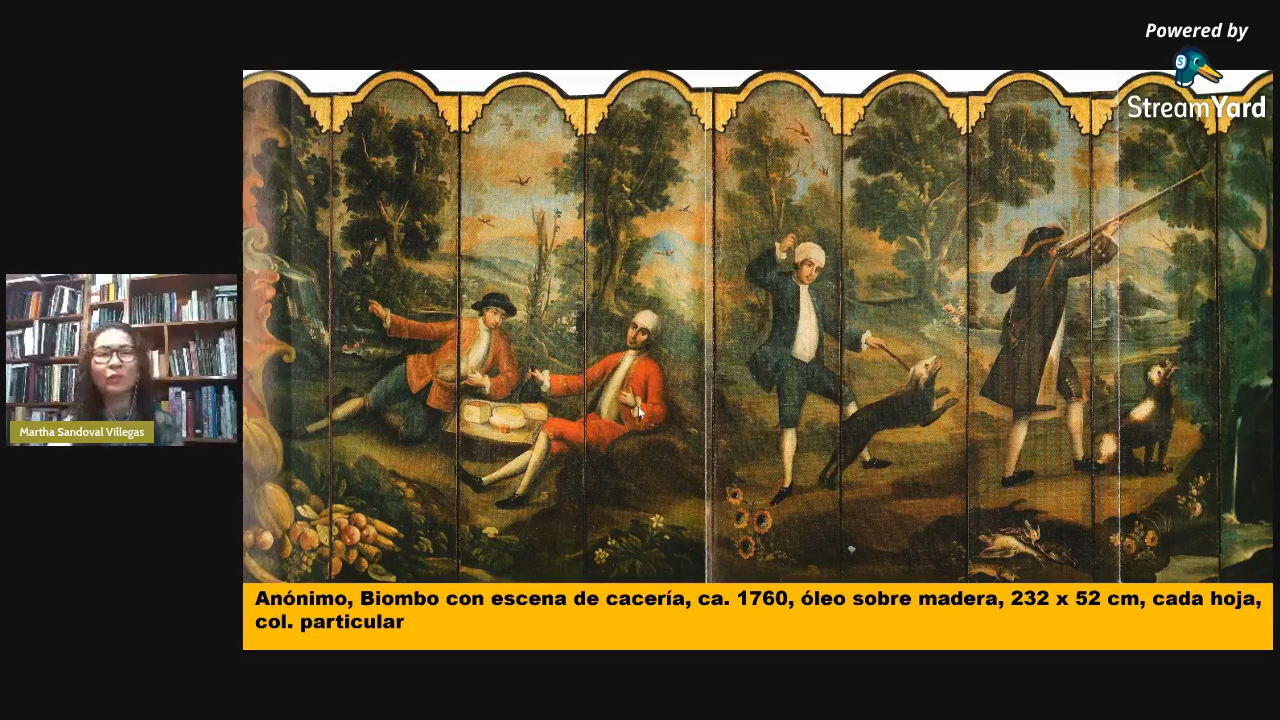 Powered by
StreamYard
Martha Sandoval Villegas
Anónimo, Biombo con escena de cacería, ca. 1760, óleo sobre madera, 232 x 52 cm, cada hoja,
col. particular